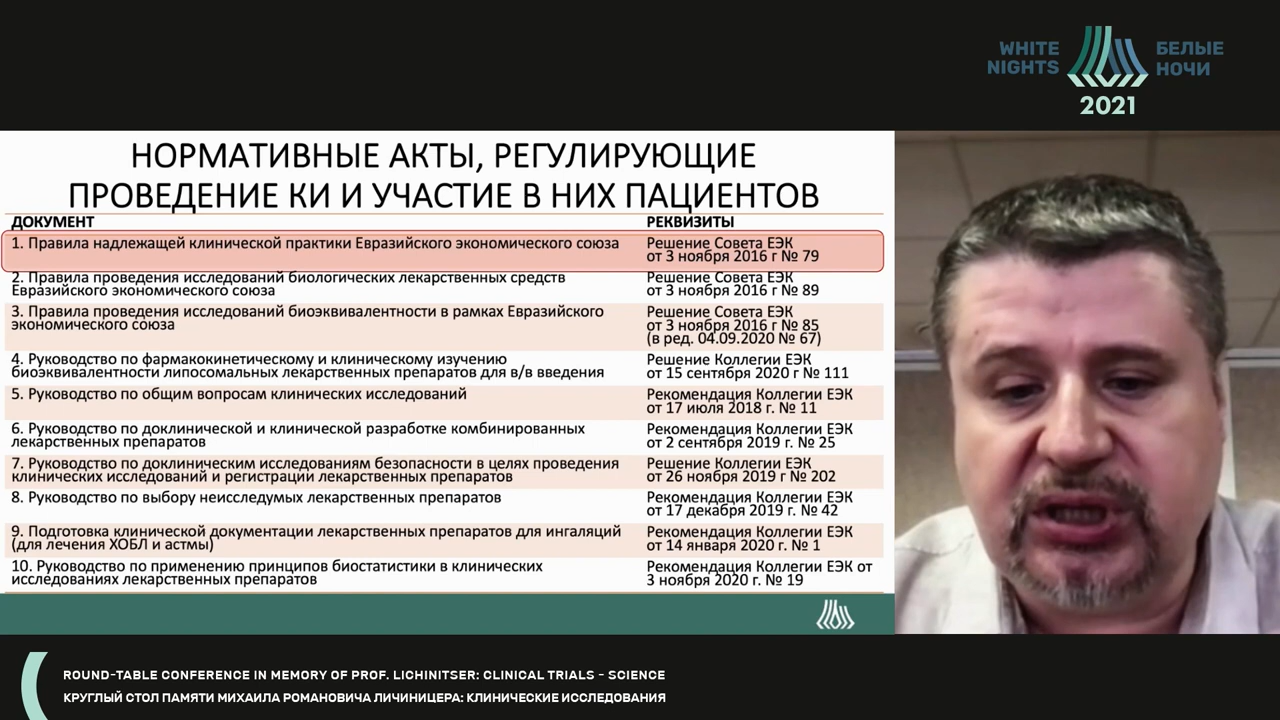 WHITE
NIGHTS
БЕЛЫЕ
НОЧИ
2021
НОРМАТИВНЫЕ АКТЫ, РЕГУЛИРУЮЩИЕ
ПРОВЕДЕНИЕ КИ И УЧАСТИЕ В НИХ ПАЦИЕНТОВ
ДОКУМЕНТ
РЕКВИЗИТЫ
1. Правила надлежащей клинической практики Евразийского экономического союза
Решение Совета ЕЭК
от 3 ноября 2016 г № 79
2. Правила проведения исследований биологических лекарственных средств
Евразийского экономического союза
Решение Совета ЕЭК
от 3 ноября 2016 г № 89
3. Правила проведения исследований биоэквивалентности в рамках Евразийского
экономического союза
Решение Совета ЕЭК
от 3 ноября 2016 г № 85
(в ред. 04.09.2020 № 67)
4. Руководство по фармакокинетическому и клиническому изучению
биоэквивалентности липосомальных лекарственных препаратов для в/в введения
Решение Коллегии ЕЭК
от 15 сентября 2020 г № 111
5. Руководство по общим вопросам клинических исследований
Рекомендация Коллегии ЕЭК
от 17 июля 2018 г. № 11
6. Руководство по доклинической и клинической разработке комбинированных
лекарственных препаратов
Рекомендация Коллегии ЕЭК
от 2 сентября 2019 г. № 25
7. Руководство по доклиническим исследованиям безопасности в целях проведения
клинических исследований и регистрации лекарственных препаратов
Решение Коллегии ЕЭК
от 26 ноября 2019 г № 202
8. Руководство по выбору неисследумых лекарственных препаратов
Рекомендация Коллегии ЕЭК
от 17 декабря 2019 г. № 42
9. Подготовка клинической документации лекарственных препаратов для ингаляций
(для лечения ХОБЛ и астмы)
Рекомендация Коллегии ЕЭК
от 14 января 2020 г. № 1
10. Руководство по применению принципов биостатистики в клинических
исследованиях лекарственных препаратов
Рекомендация Коллегии ЕЭК от
3 ноября 2020 г. № 19
ROUND-TABLE CONFERENCE IN MEMORY OF PROF. LICHINITSER: CLINICAL TRIALS - SCIENCE
КРУГЛЫЙ СТОЛ ПАМЯТИ МИХАИЛА РОМАНОВИЧА ЛИЧИНИЦЕРА: КЛИНИЧЕСКИЕ ИССЛЕДОВАНИЯ